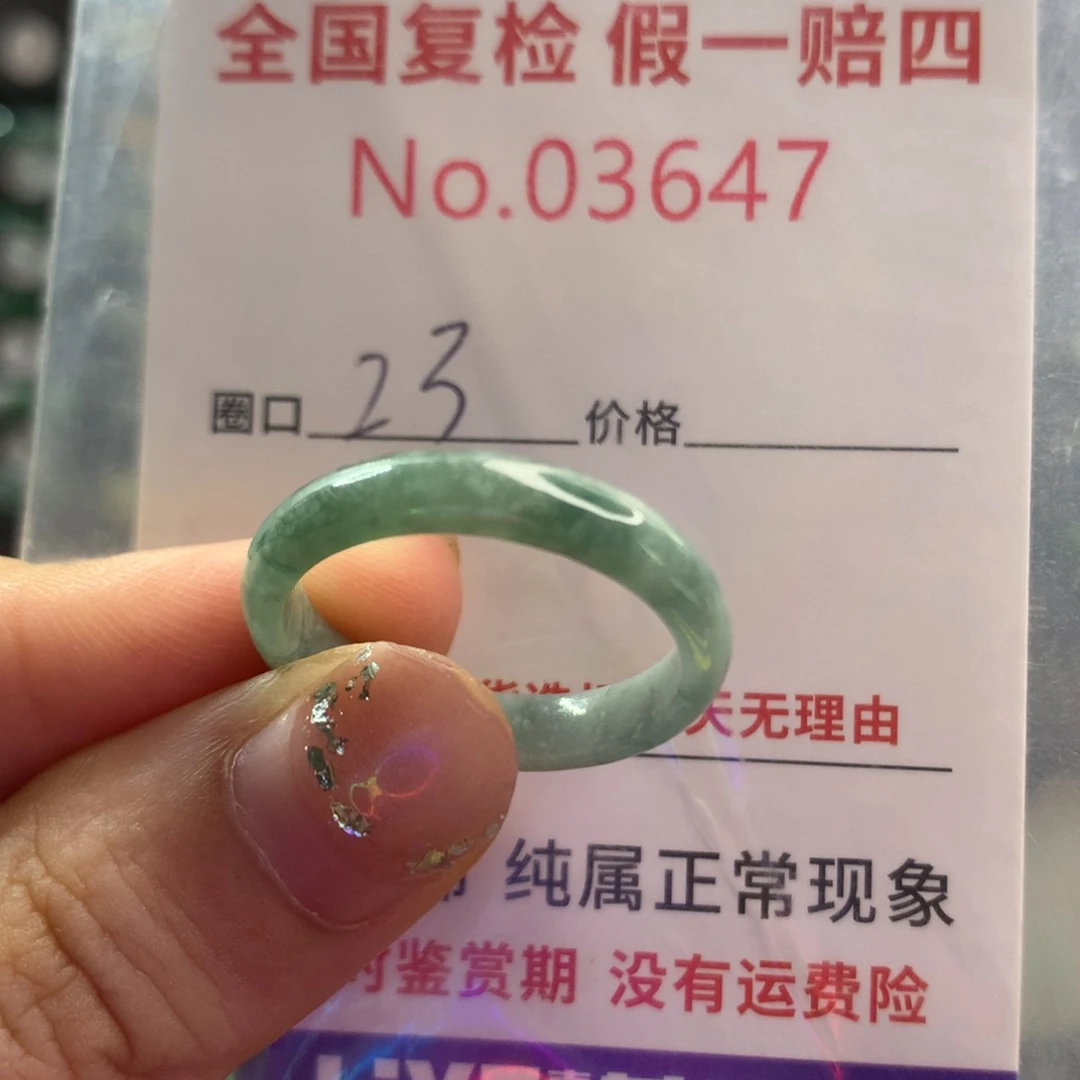 全国复检 假一赔四
No.03647
圈口 23 价格
天无理由
纯属正常现象
鉴赏期 没有运费险